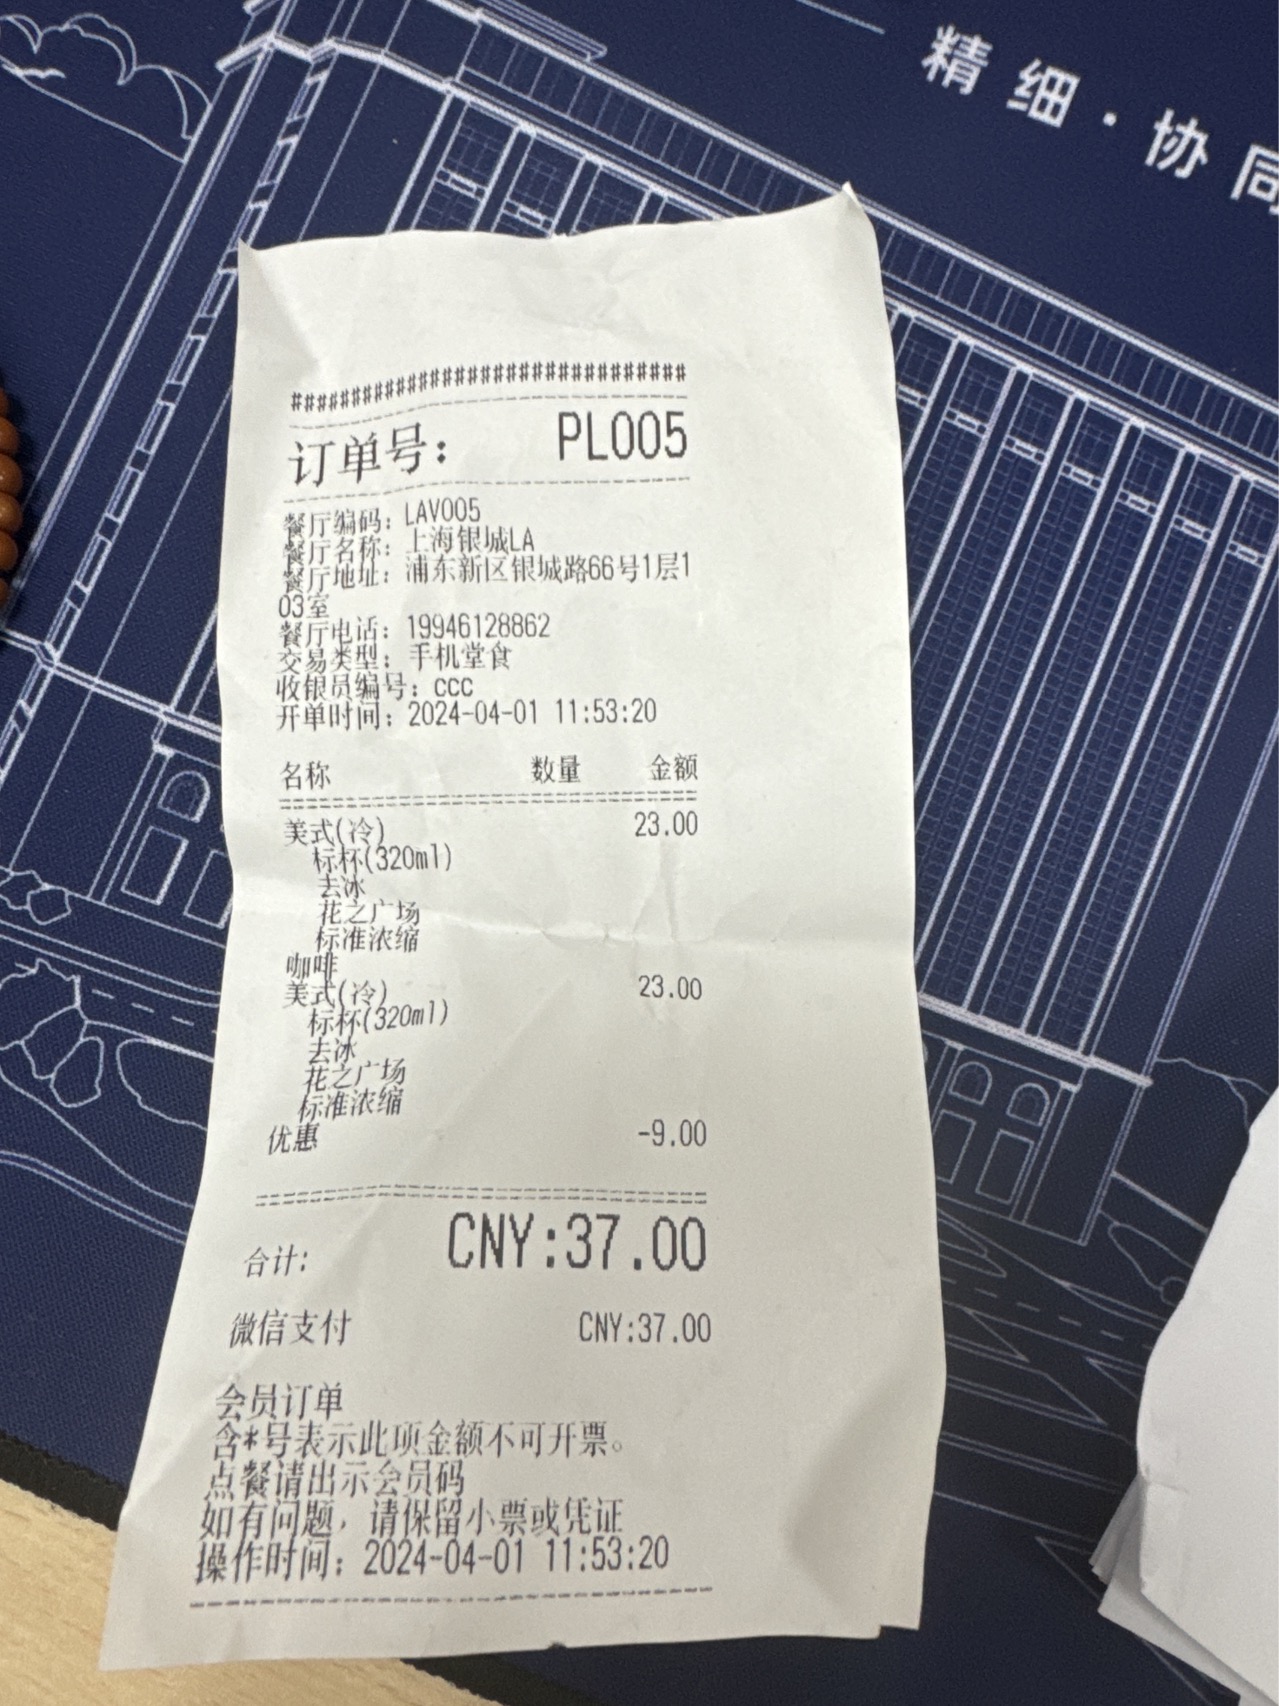 精细·协同
################################
订单号： PL005
餐厅编码：LAV005
餐厅名称：上海银城LA
餐厅地址：浦东新区银城路66号1层1
03室
餐厅电话：19946128862
交易类型：手机堂食
收银员编号：ccc
开单时间：2024-04-01 11:53:20
名称 数量 金额
美式(冷) 23.00
标杯(320ml)
去冰
花之广场
标准浓缩
咖啡
美式(冷) 23.00
标杯(320ml)
去冰
花之广场
标准浓缩
优惠 -9.00
合计： CNY:37.00
微信支付 CNY:37.00
会员订单
含*号表示此项金额不可开票。
点餐请出示会员码
如有问题，请保留小票或凭证
操作时间：2024-04-01 11:53:20